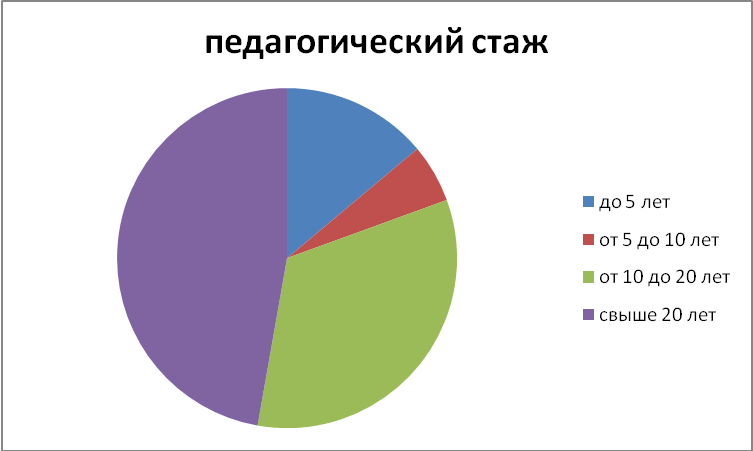 педагогический стаж
до 5 лет
от 5 до 10 лет
от 10 до 20 лет
свыше 20 лет